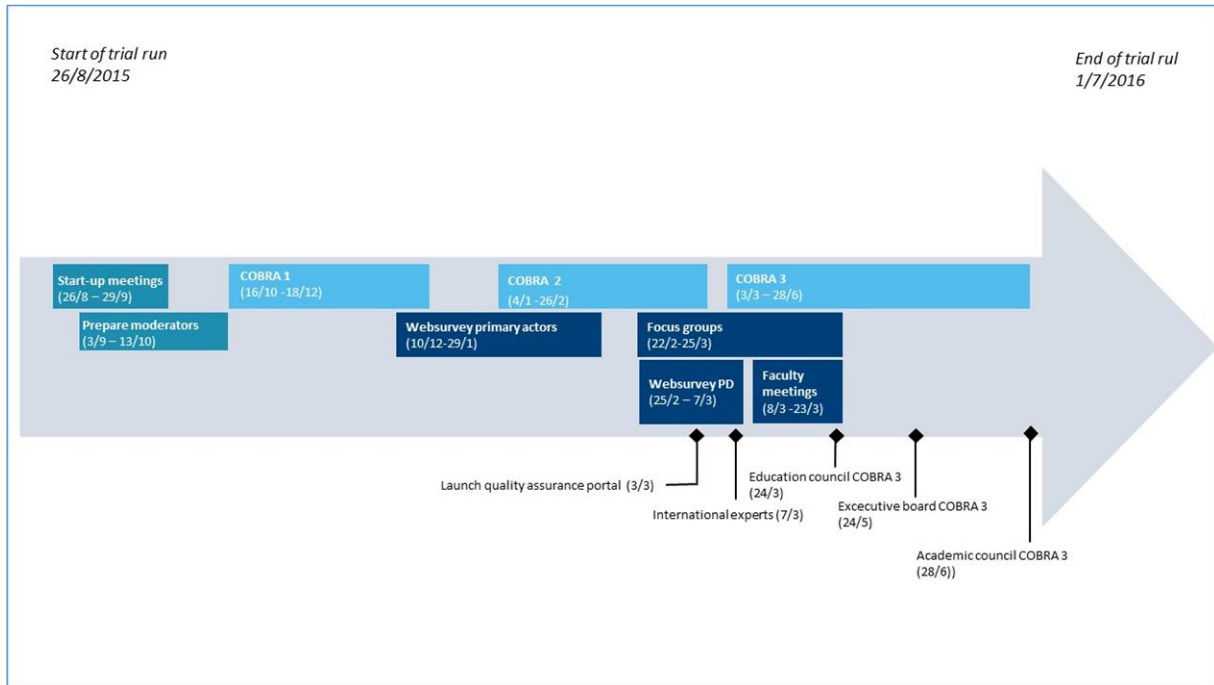 Start of trial run
26/8/2015
End of trial rul
1/7/2016
Start-up meetings
(26/8 – 29/9)
COBRA 1
(16/10 -18/12)
COBRA  2
(4/1 -26/2)
COBRA 3
(3/3 – 28/6)
Prepare moderators
(3/9 – 13/10)
Websurvey primary actors
(10/12-29/1)
Focus groups
(22/2-25/3)
Websurvey PD
(25/2 – 7/3)
Faculty
meetings
(8/3 -23/3)
Launch quality assurance portal (3/3)
International experts (7/3)
Education council COBRA 3
(24/3)
Excecutive board COBRA 3
(24/5)
Academic council COBRA 3
(28/6))